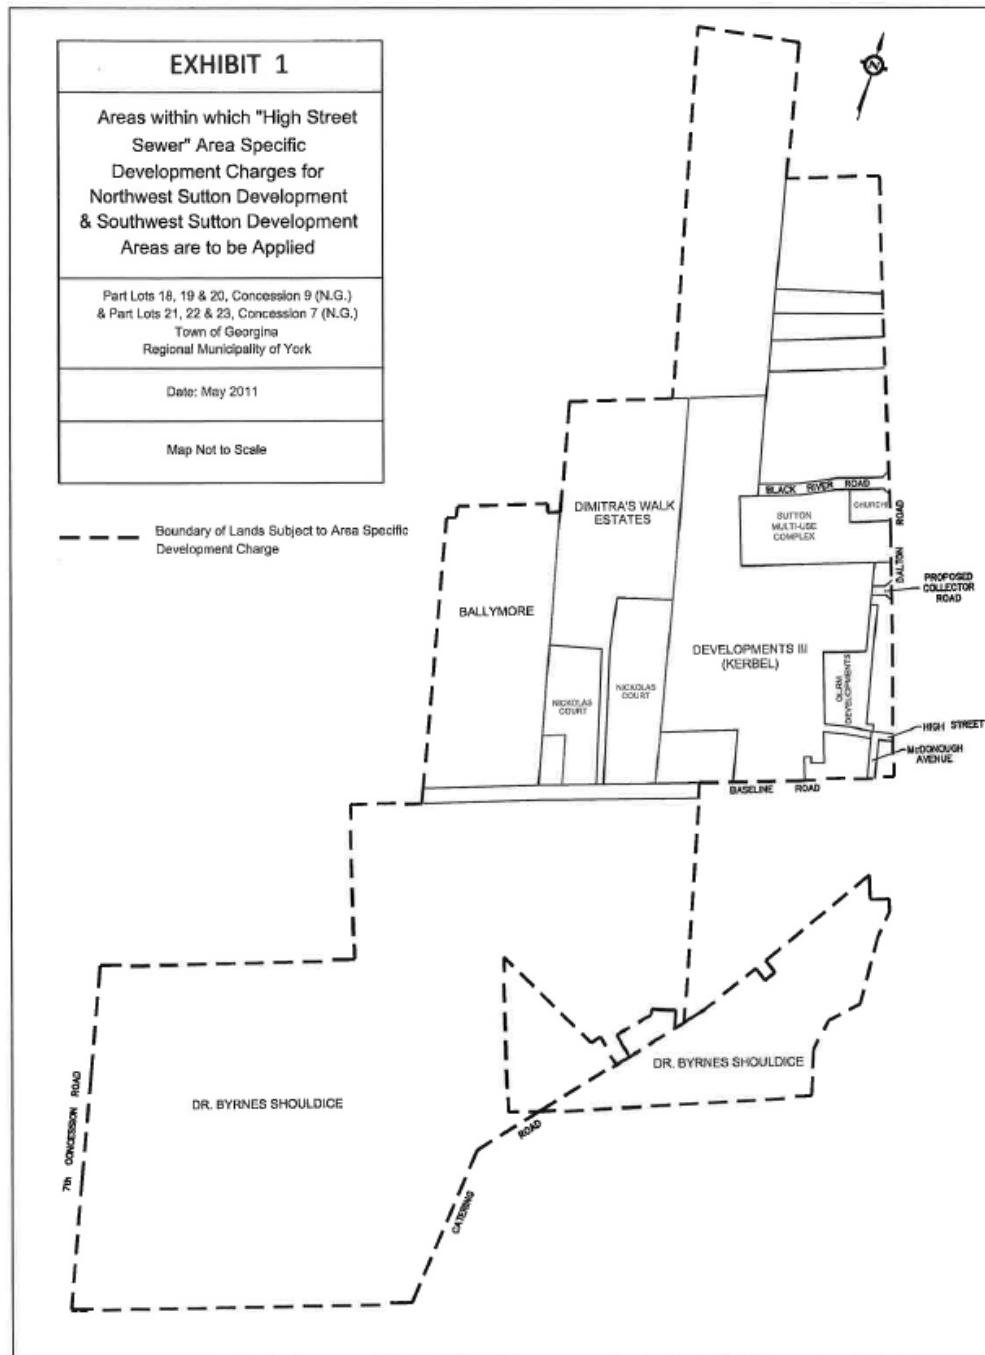 EXHIBIT 1
Areas within which "High Street
Sewer" Area Specific
Development Charges for
Northwest Sutton Development
& Southwest Sutton Development
Areas are to be Applied
Part Lots 18, 19 & 20, Concession 9 (N.G.)
& Part Lots 21, 22 & 23, Concession 7 (N.G.)
Town of Georgina
Regional Municipality of York
Date: May 2011
Map Not to Scale
Boundary of Lands Subject to Area Specific
Development Charge
N
BLACK RIVER ROAD
CHURCH
SUTTON
MULTI-USE
COMPLEX
DALTON ROAD
DIMITRA'S WALK
ESTATES
PROPOSED
COLLECTOR
ROAD
BALLYMORE
DEVELOPMENTS III
(KERBEL)
NICKOLAS
COURT
NICKOLAS
COURT
DEVELOPMENTS
HIGH STREET
McDONOUGH
AVENUE
BASELINE ROAD
DR. BYRNES SHOULDICE
DR. BYRNES SHOULDICE
7th CONCESSION ROAD
CATERING ROAD